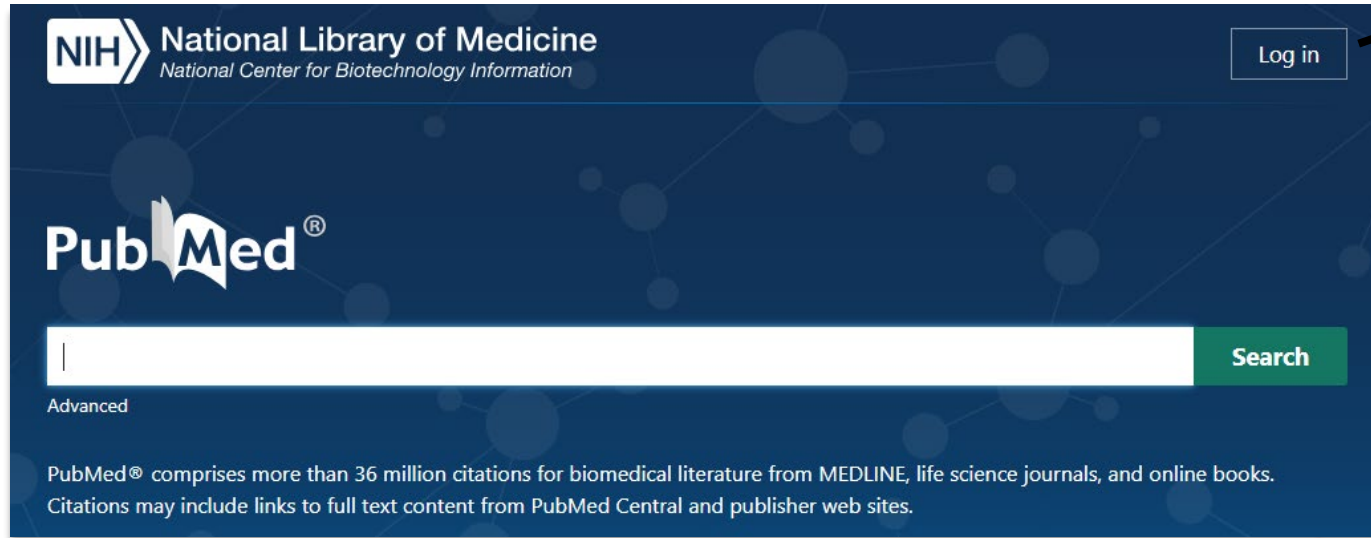 NIH National Library of Medicine
National Center for Biotechnology Information
Log in
PubMed®
Search
Advanced
PubMed® comprises more than 36 million citations for biomedical literature from MEDLINE, life science journals, and online books.
Citations may include links to full text content from PubMed Central and publisher web sites.